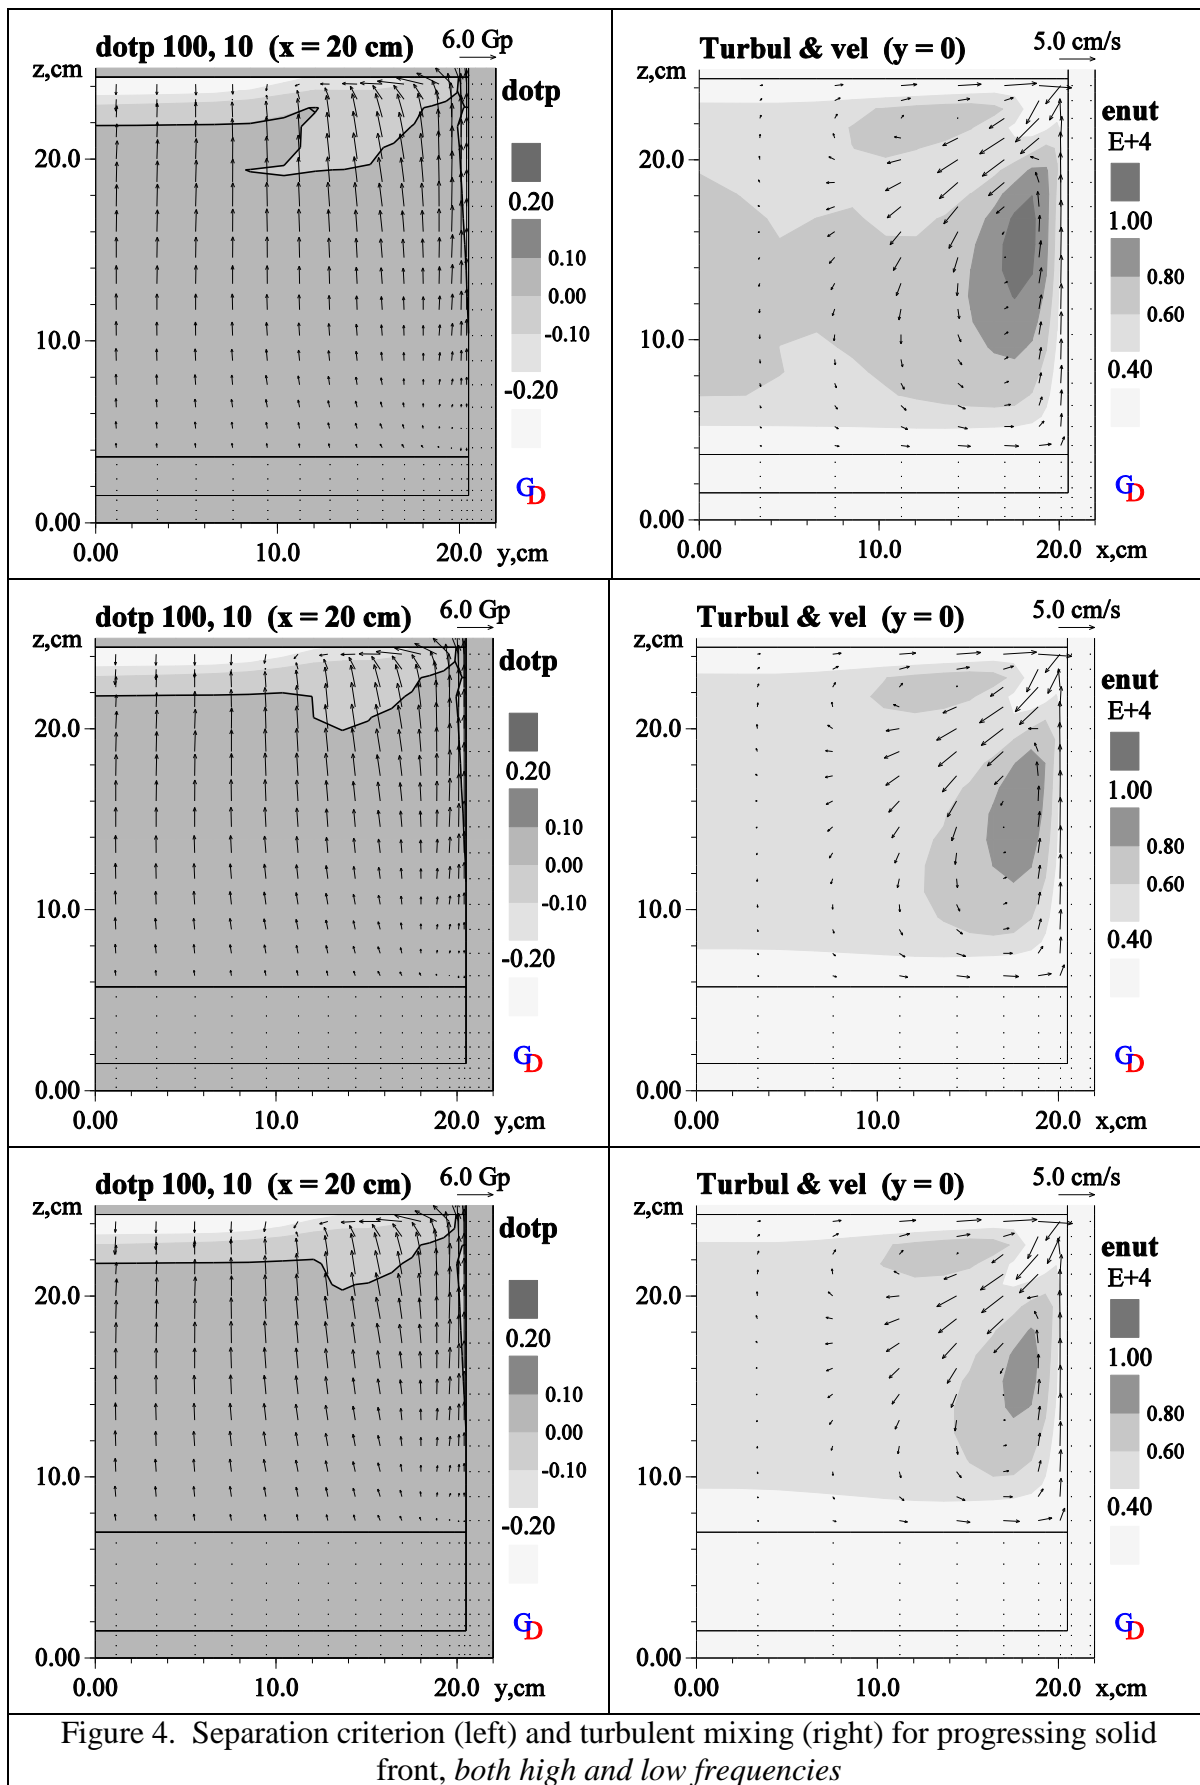 dotp 100, 10 (x = 20 cm)
6.0 Gp
z,cm
dotp
20.0
0.20
0.10
0.00
-0.10
10.0
-0.20
GD
0.00
0.00 10.0 20.0 y,cm
Turbul & vel (y = 0)
5.0 cm/s
z,cm
enut
E+4
20.0
1.00
0.80
0.60
10.0
0.40
GD
0.00
0.00 10.0 20.0 x,cm
dotp 100, 10 (x = 20 cm)
6.0 Gp
z,cm
dotp
20.0
0.20
0.10
0.00
-0.10
10.0
-0.20
GD
0.00
0.00 10.0 20.0 y,cm
Turbul & vel (y = 0)
5.0 cm/s
z,cm
enut
E+4
20.0
1.00
0.80
0.60
10.0
0.40
GD
0.00
0.00 10.0 20.0 x,cm
dotp 100, 10 (x = 20 cm)
6.0 Gp
z,cm
dotp
20.0
0.20
0.10
0.00
-0.10
10.0
-0.20
GD
0.00
0.00 10.0 20.0 y,cm
Turbul & vel (y = 0)
5.0 cm/s
z,cm
enut
E+4
20.0
1.00
0.80
0.60
10.0
0.40
GD
0.00
0.00 10.0 20.0 x,cm
Figure 4. Separation criterion (left) and turbulent mixing (right) for progressing solid
front, both high and low frequencies